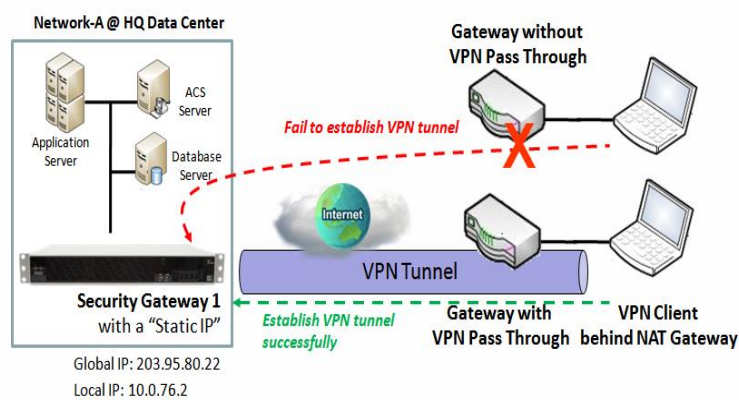 Network-A @ HQ Data Center
Gateway without
VPN Pass Through
ACS
Server
Application
Server
Database
Server
Fail to establish VPN tunnel
X
Internet
VPN Tunnel
Security Gateway 1
with a “Static IP”
Establish VPN tunnel
successfully
Gateway with
VPN Pass Through
VPN Client
behind NAT Gateway
Global IP: 203.95.80.22
Local IP: 10.0.76.2